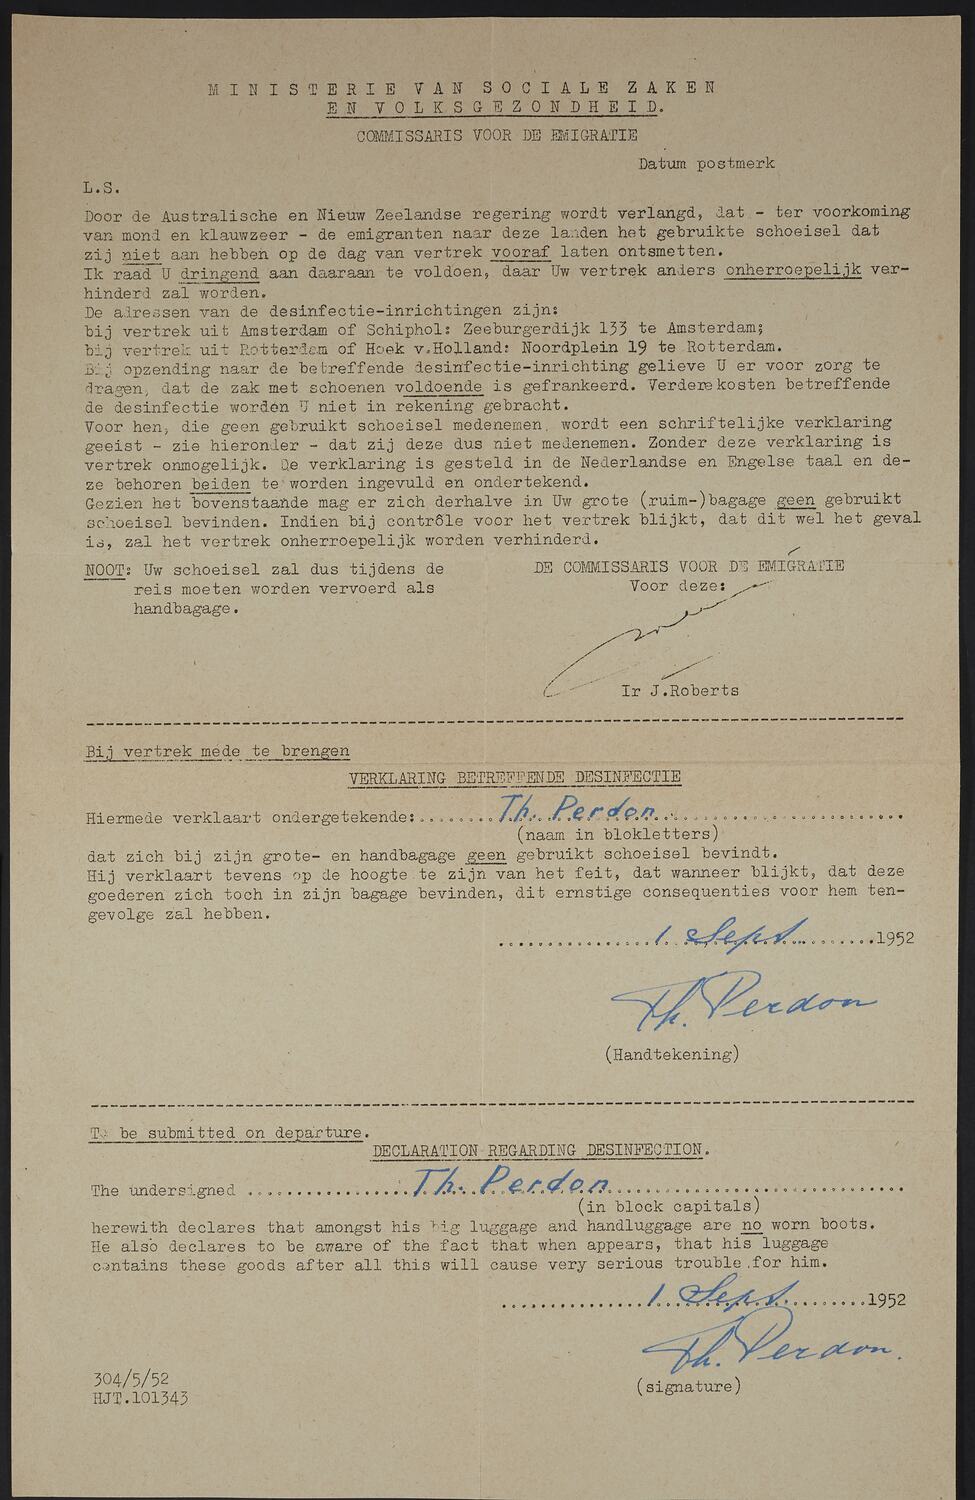 MINISTERIE VAN SOCIALE ZAKEN
EN VOLKSGEZONDHEID.
COMMISSARIS VOOR DE EMIGRATIE
Datum postmerk
L.S.
Door de Australische en Nieuw Zeelandse regering wordt verlangd, dat - ter voorkoming
van mond en klauwzeer - de emigranten naar deze landen het gebruikte schoeisel dat
zij niet aan hebben op de dag van vertrek vooraf laten ontsmetten.
Ik raad U dringend aan daaraan te voldoen, daar Uw vertrek anders onherroepelijk ver-
hinderd zal worden.
De adressen van de desinfectie-inrichtingen zijn:
bij vertrek uit Amsterdam of Schiphol: Zeeburgerdijk 133 te Amsterdam;
bij vertrek uit Rotterdam of Hoek v.Holland: Noordplein 19 te Rotterdam.
Bij opzending naar de betreffende desinfectie-inrichting gelieve U er voor zorg te
dragen, dat de zak met schoenen voldoende is gefrankeerd. Verdere kosten betreffende
de desinfectie worden U niet in rekening gebracht.
Voor hen, die geen gebruikt schoeisel medenemen, wordt een schriftelijke verklaring
geeist - zie hieronder - dat zij deze dus niet medenemen. Zonder deze verklaring is
vertrek onmogelijk. De verklaring is gesteld in de Nederlandse en Engelse taal en de-
ze behoren beiden te worden ingevuld en ondertekend.
Gezien het bovenstaande mag er zich derhalve in Uw grote (ruim-)bagage geen gebruikt
schoeisel bevinden. Indien bij contrôle voor het vertrek blijkt, dat dit wel het geval
is, zal het vertrek onherroepelijk worden verhinderd.
NOOT: Uw schoeisel zal dus tijdens de
reis moeten worden vervoerd als
handbagage.
DE COMMISSARIS VOOR DE EMIGRATIE
Voor deze:
Ir J.Roberts
Bij vertrek mede te brengen
VERKLARING BETREFFENDE DESINFECTIE
Hiermede verklaart ondergetekende:........Th. Perdon..........
(naam in blokletters)
dat zich bij zijn grote- en handbagage geen gebruikt schoeisel bevindt.
Hij verklaart tevens op de hoogte te zijn van het feit, dat wanneer blijkt, dat deze
goederen zich toch in zijn bagage bevinden, dit ernstige consequenties voor hem ten-
gevolge zal hebben.
................1 Sept..........1952
Th. Perdon
(Handtekening)
To be submitted on departure.
DECLARATION REGARDING DESINFECTION.
The undersigned ................Th. Perdon..............................
(in block capitals)
herewith declares that amongst his big luggage and handluggage are no worn boots.
He also declares to be aware of the fact that when appears, that his luggage
contains these goods after all this will cause very serious trouble for him.
................1 Sept..........1952
Th. Perdon.
(signature)
304/5/52
HJT.101343